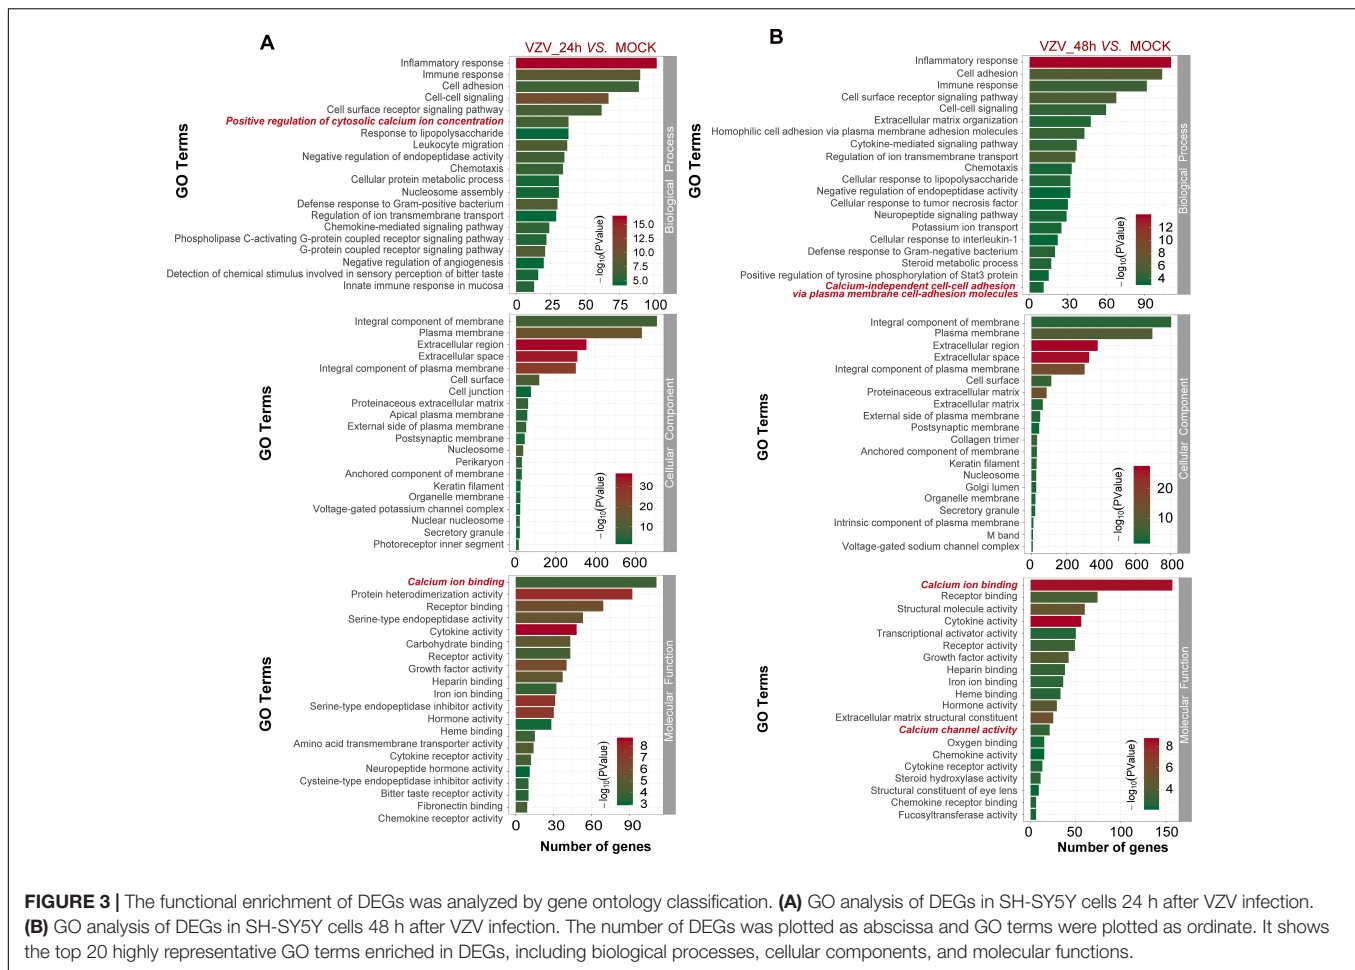 A
VZV_24h VS. MOCK
GO Terms
Inflammatory response
Immune response
Cell adhesion
Cell-cell signaling
Cell surface receptor signaling pathway
Positive regulation of cytosolic calcium ion concentration
Response to lipopolysaccharide
Leukocyte migration
Negative regulation of endopeptidase activity
Chemotaxis
Cellular protein metabolic process
Nucleosome assembly
Defense response to Gram-positive bacterium
Regulation of ion transmembrane transport
Chemokine-mediated signaling pathway
Phospholipase C-activating G-protein coupled receptor signaling pathway
G-protein coupled receptor signaling pathway
Negative regulation of angiogenesis
Detection of chemical stimulus involved in sensory perception of bitter taste
Innate immune response in mucosa
0 25 50 75 100
−log10(PValue)
15.0
12.5
10.0
7.5
5.0
Biological Process
GO Terms
Integral component of membrane
Plasma membrane
Extracellular region
Extracellular space
Integral component of plasma membrane
Cell surface
Cell junction
Proteinaceous extracellular matrix
Apical plasma membrane
External side of plasma membrane
Postsynaptic membrane
Nucleosome
Perikaryon
Anchored component of membrane
Keratin filament
Organelle membrane
Voltage-gated potassium channel complex
Nuclear nucleosome
Secretory granule
Photoreceptor inner segment
0 200 400 600
−log10(PValue)
30
20
10
Cellular Component
GO Terms
Calcium ion binding
Protein heterodimerization activity
Receptor binding
Serine-type endopeptidase activity
Cytokine activity
Carbohydrate binding
Receptor activity
Growth factor activity
Heparin binding
Iron ion binding
Serine-type endopeptidase inhibitor activity
Hormone activity
Heme binding
Amino acid transmembrane transporter activity
Cytokine receptor activity
Neuropeptide hormone activity
Cysteine-type endopeptidase inhibitor activity
Bitter taste receptor activity
Fibronectin binding
Chemokine receptor activity
0 30 60 90
Number of genes
−log10(PValue)
8
7
6
5
4
3
Molecular Function
B
VZV_48h VS. MOCK
GO Terms
Inflammatory response
Cell adhesion
Immune response
Cell surface receptor signaling pathway
Cell-cell signaling
Extracellular matrix organization
Homophilic cell adhesion via plasma membrane adhesion molecules
Cytokine-mediated signaling pathway
Regulation of ion transmembrane transport
Chemotaxis
Cellular response to lipopolysaccharide
Negative regulation of endopeptidase activity
Cellular response to tumor necrosis factor
Neuropeptide signaling pathway
Potassium ion transport
Cellular response to interleukin-1
Defense response to Gram-negative bacterium
Steroid metabolic process
Positive regulation of tyrosine phosphorylation of Stat3 protein
Calcium-independent cell-cell adhesion
via plasma membrane cell-adhesion molecules
0 30 60 90
−log10(PValue)
12
10
8
6
4
Biological Process
GO Terms
Integral component of membrane
Plasma membrane
Extracellular region
Extracellular space
Integral component of plasma membrane
Cell surface
Proteinaceous extracellular matrix
Extracellular matrix
External side of plasma membrane
Postsynaptic membrane
Collagen trimer
Anchored component of membrane
Keratin filament
Nucleosome
Golgi lumen
Organelle membrane
Secretory granule
Intrinsic component of plasma membrane
M band
Voltage-gated sodium channel complex
0 200 400 600 800
−log10(PValue)
20
10
Cellular Component
GO Terms
Calcium ion binding
Receptor binding
Structural molecule activity
Cytokine activity
Transcriptional activator activity
Receptor activity
Growth factor activity
Heparin binding
Iron ion binding
Heme binding
Hormone activity
Extracellular matrix structural constituent
Calcium channel activity
Oxygen binding
Chemokine activity
Cytokine receptor activity
Steroid hydroxylase activity
Structural constituent of eye lens
Chemokine receptor binding
Fucosyltransferase activity
0 50 100 150
Number of genes
−log10(PValue)
8
6
4
Molecular Function
FIGURE 3 | The functional enrichment of DEGs was analyzed by gene ontology classification. (A) GO analysis of DEGs in SH-SY5Y cells 24 h after VZV infection.
(B) GO analysis of DEGs in SH-SY5Y cells 48 h after VZV infection. The number of DEGs was plotted as abscissa and GO terms were plotted as ordinate. It shows
the top 20 highly representative GO terms enriched in DEGs, including biological processes, cellular components, and molecular functions.